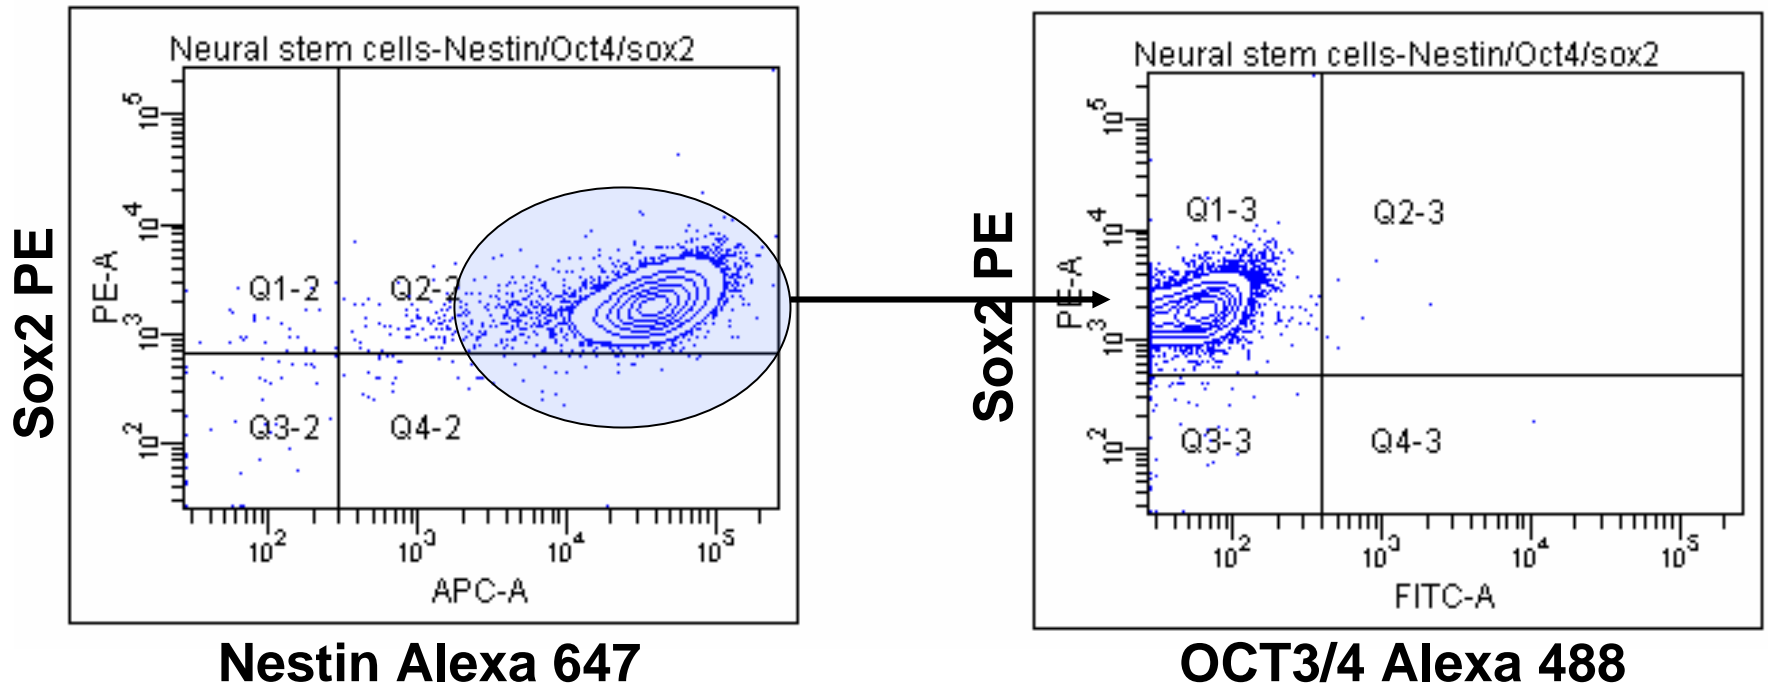 Neural stem cells-Nestin/Oct4/sox2
Sox2 PE
PE-A
10^5
10^4
10^3
10^2
Q1-2
Q2-2
Q3-2
Q4-2
10^2
10^3
10^4
10^5
APC-A
Nestin Alexa 647
Neural stem cells-Nestin/Oct4/sox2
Sox2 PE
PE-A
10^5
10^4
10^3
10^2
Q1-3
Q2-3
Q3-3
Q4-3
10^2
10^3
10^4
10^5
FITC-A
OCT3/4 Alexa 488